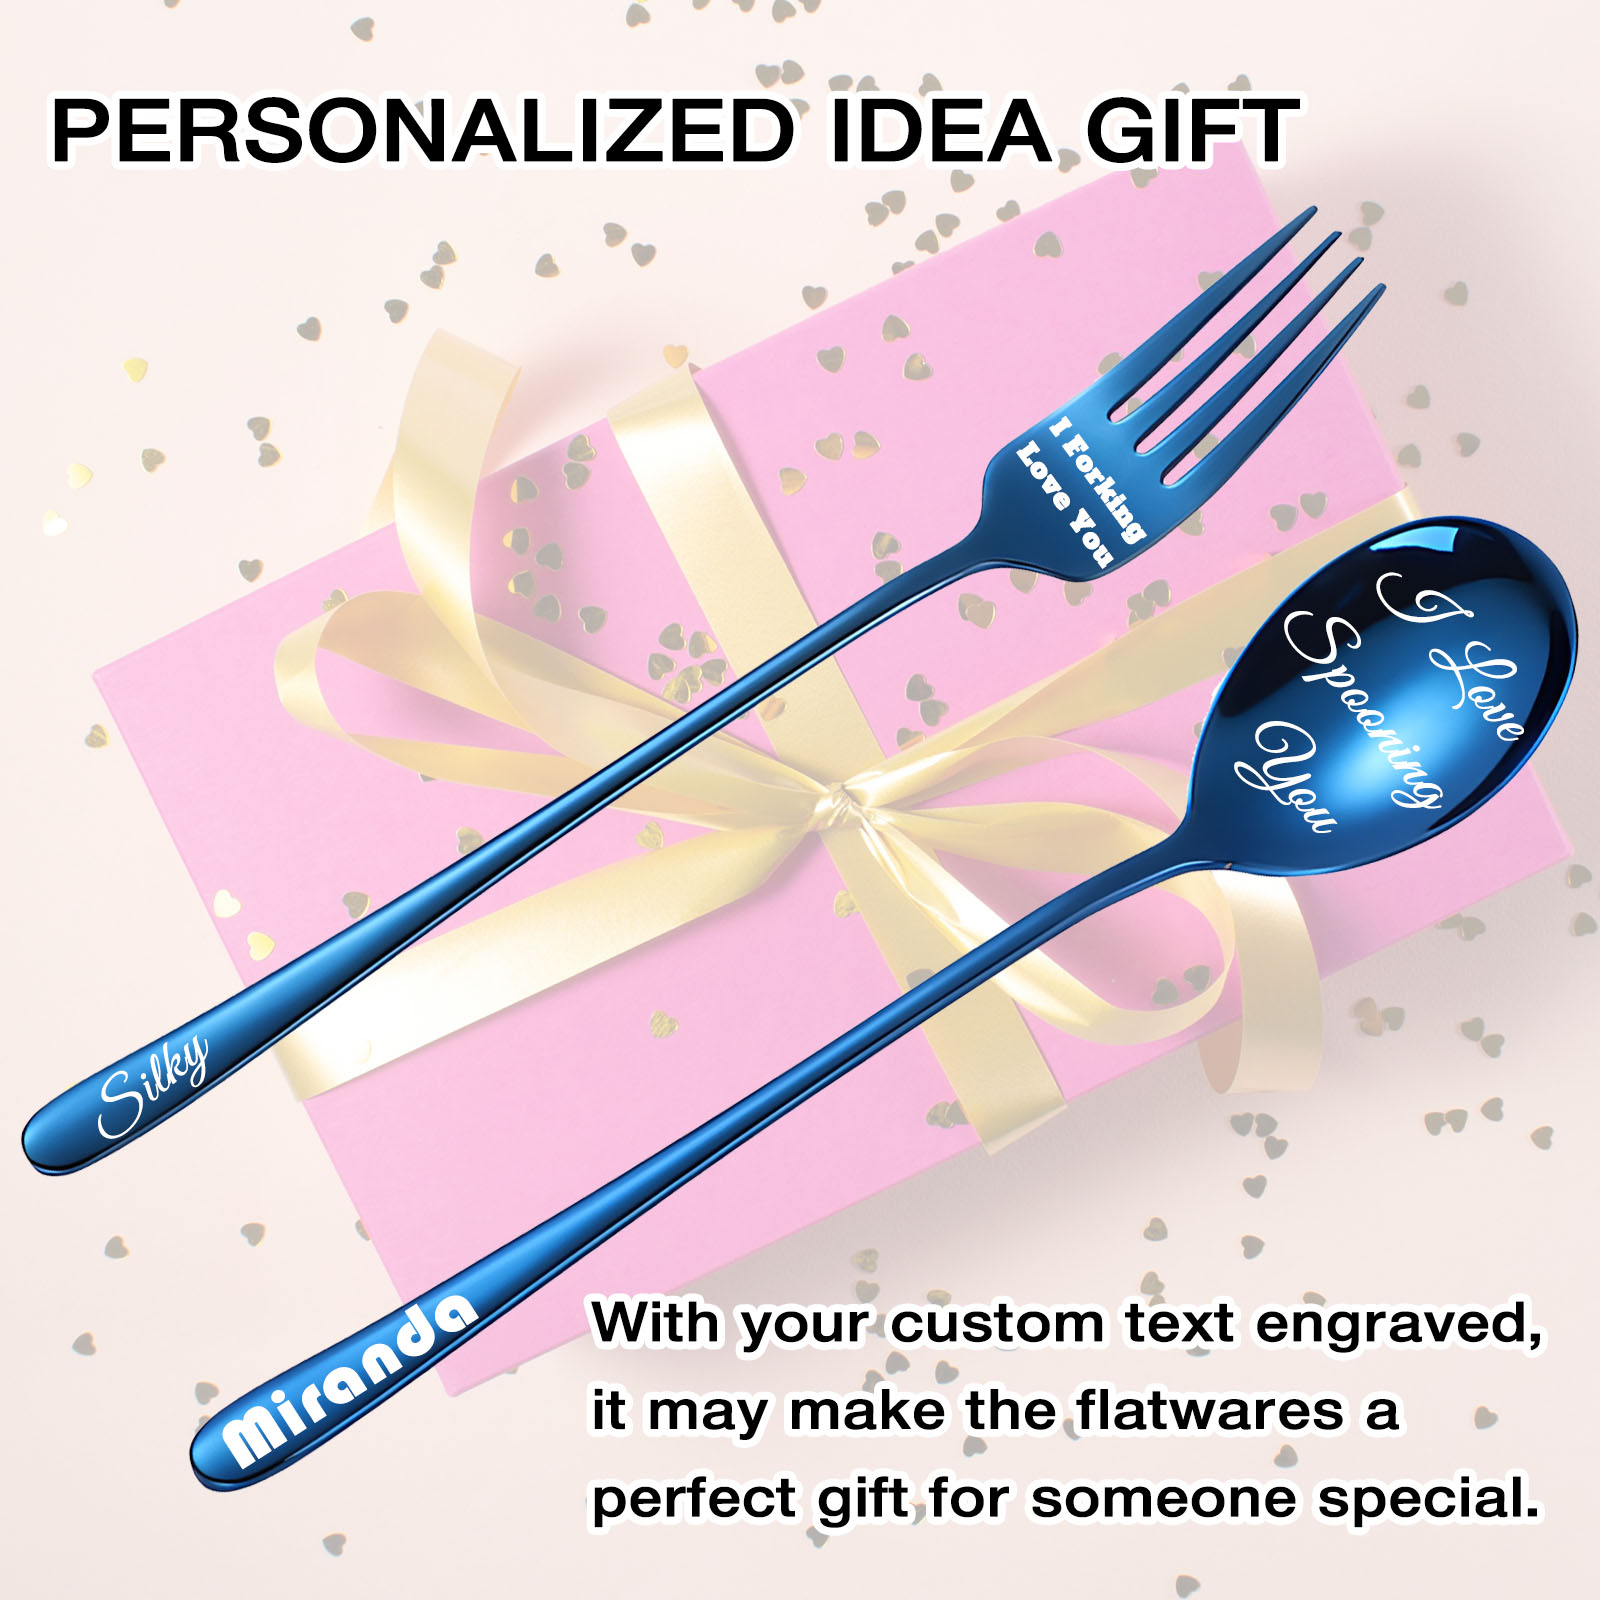 PERSONALIZED IDEA GIFT
I Forking
Love You
I Love
Spooning
You
Silky
Miranda
With your custom text engraved,
it may make the flatwares a
perfect gift for someone special.